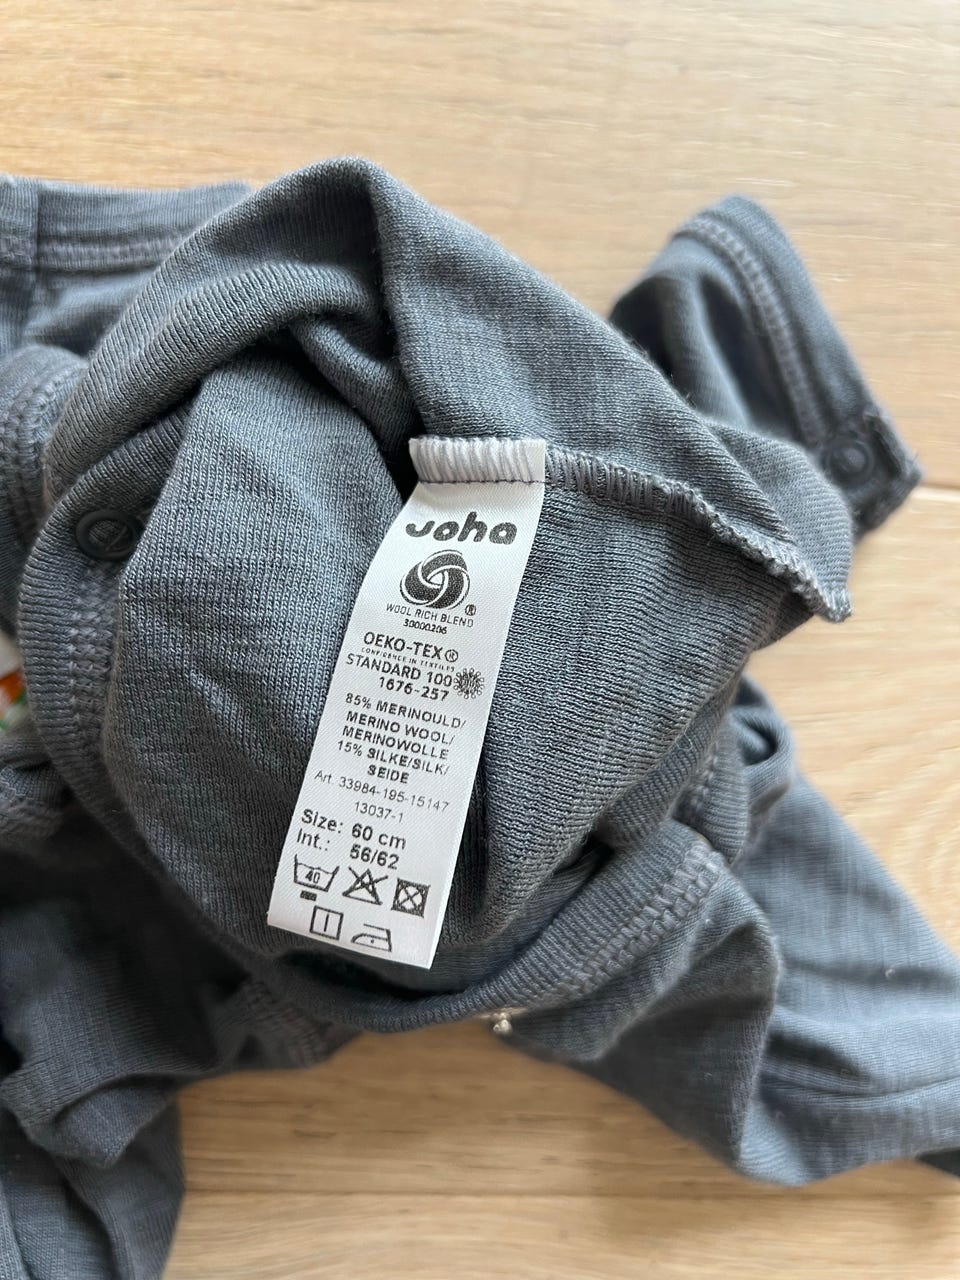 Joha
WOOL RICH BLEND ®
30000206
OEKO-TEX®
CONFIDENCE IN TEXTILES
STANDARD 100
1676-257
85% MERINOULD/
MERINO WOOL/
MERINOWOLLE
15% SILKE/SILK/
SEIDE
Art. 33984-195-15147
13037-1
Size: 60 cm
Int.: 56/62
40